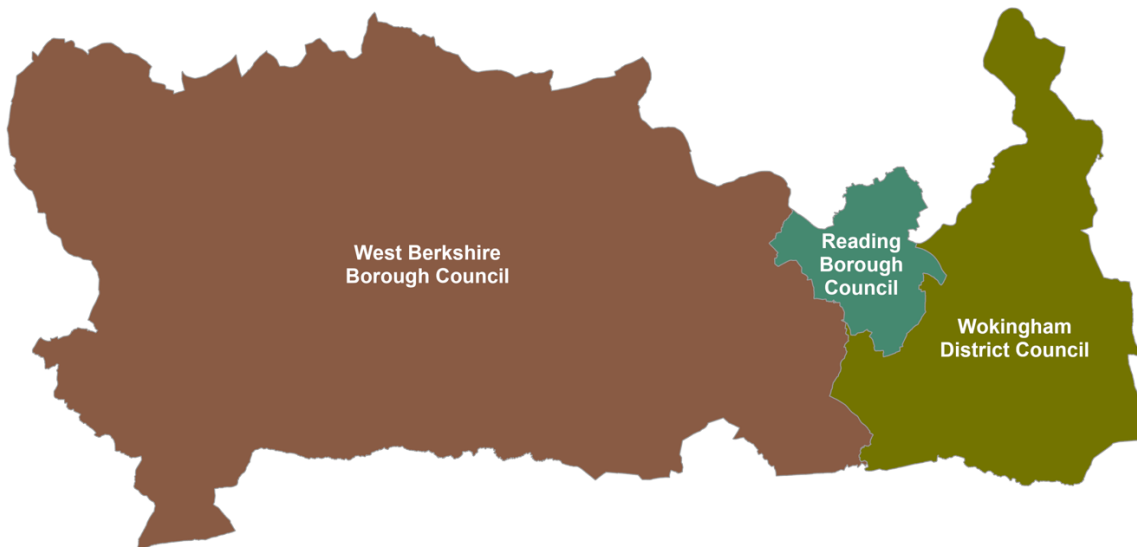 West Berkshire
Borough Council
Reading
Borough
Council
Wokingham
District Council